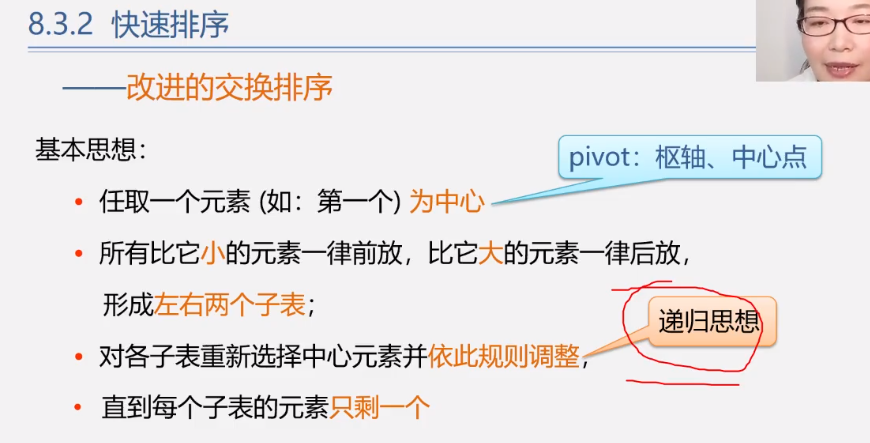 8.3.2 快速排序
——改进的交换排序
基本思想：
pivot：枢轴、中心点
• 任取一个元素 (如：第一个) 为中心
• 所有比它小的元素一律前放，比它大的元素一律后放，
形成左右两个子表；
递归思想
• 对各子表重新选择中心元素并依此规则调整，
• 直到每个子表的元素只剩一个